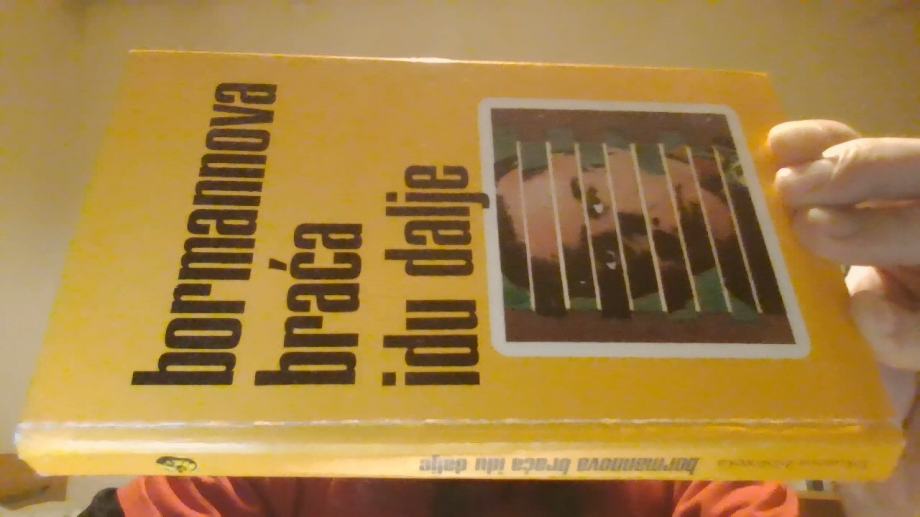 bormannova
braća
idu dalje
bormannova braća idu dalje